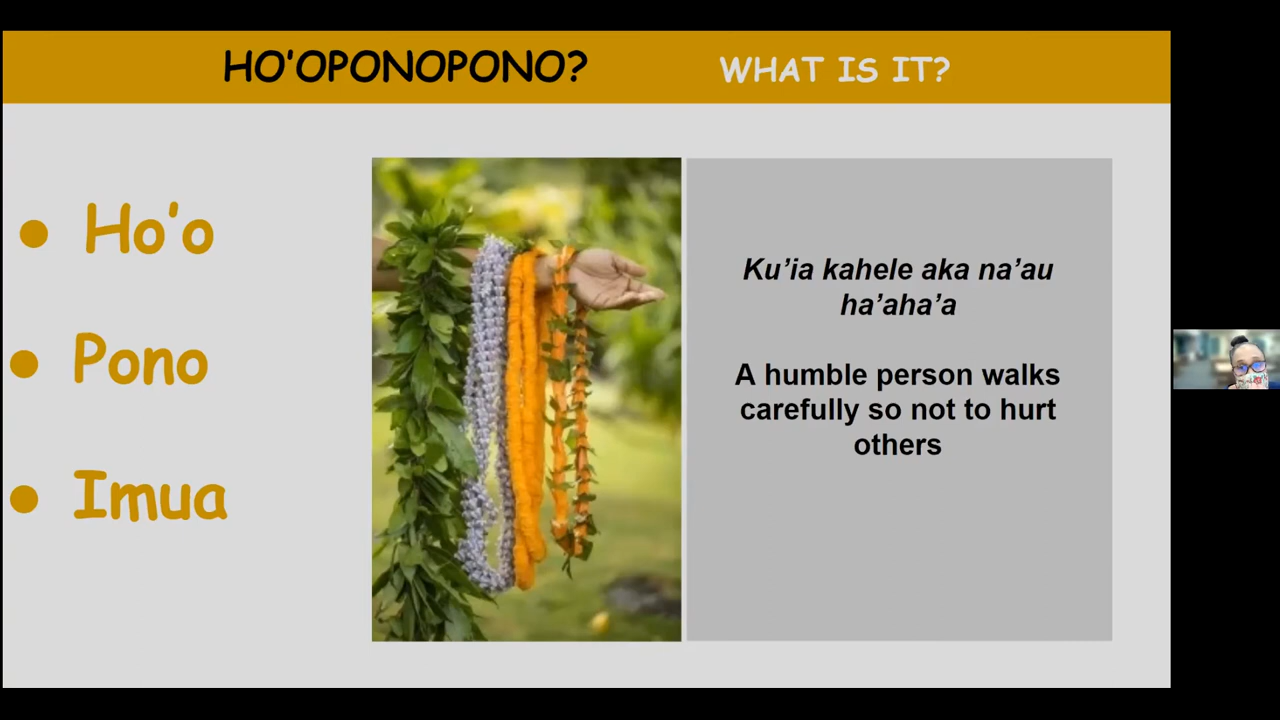 HO'OPONOPONO? WHAT IS IT?
Ho'o
Pono
Imua
Ku’ia kahele aka na’au
ha’aha’a
A humble person walks
carefully so not to hurt
others